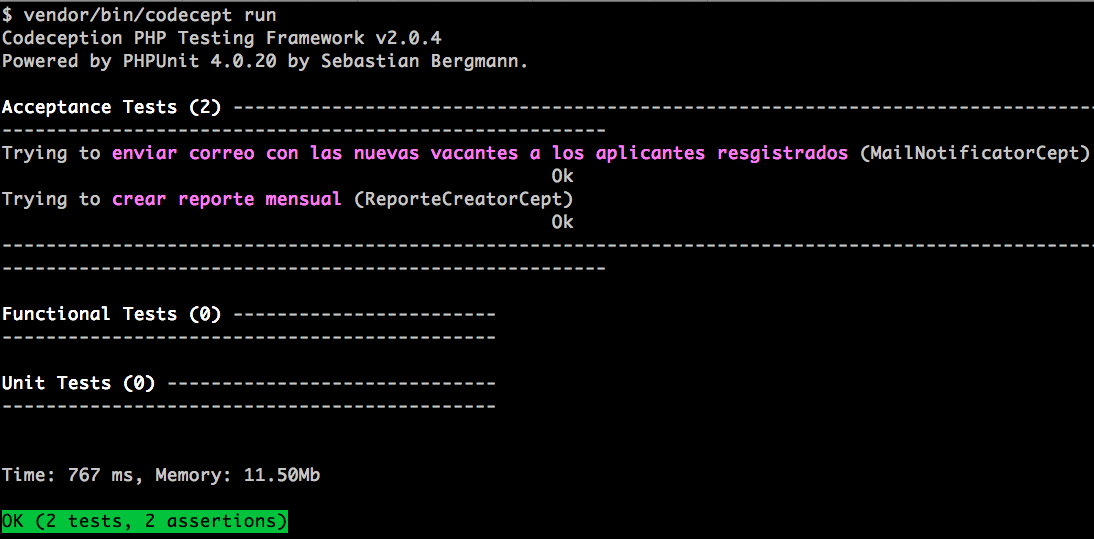 $ vendor/bin/codecept run
Codeception PHP Testing Framework v2.0.4
Powered by PHPUnit 4.0.20 by Sebastian Bergmann.
Acceptance Tests (2) -------------------------------------------------------------------------------
-------------------------------------------------------
Trying to enviar correo con las nuevas vacantes a los aplicantes resgistrados (MailNotificatorCept)
Ok
Trying to crear reporte mensual (ReporteCreatorCept)
Ok
----------------------------------------------------------------------------------------------------
-------------------------------------------------------
Functional Tests (0) ------------------------
---------------------------------------------
Unit Tests (0) ------------------------------
---------------------------------------------
Time: 767 ms, Memory: 11.50Mb
OK (2 tests, 2 assertions)